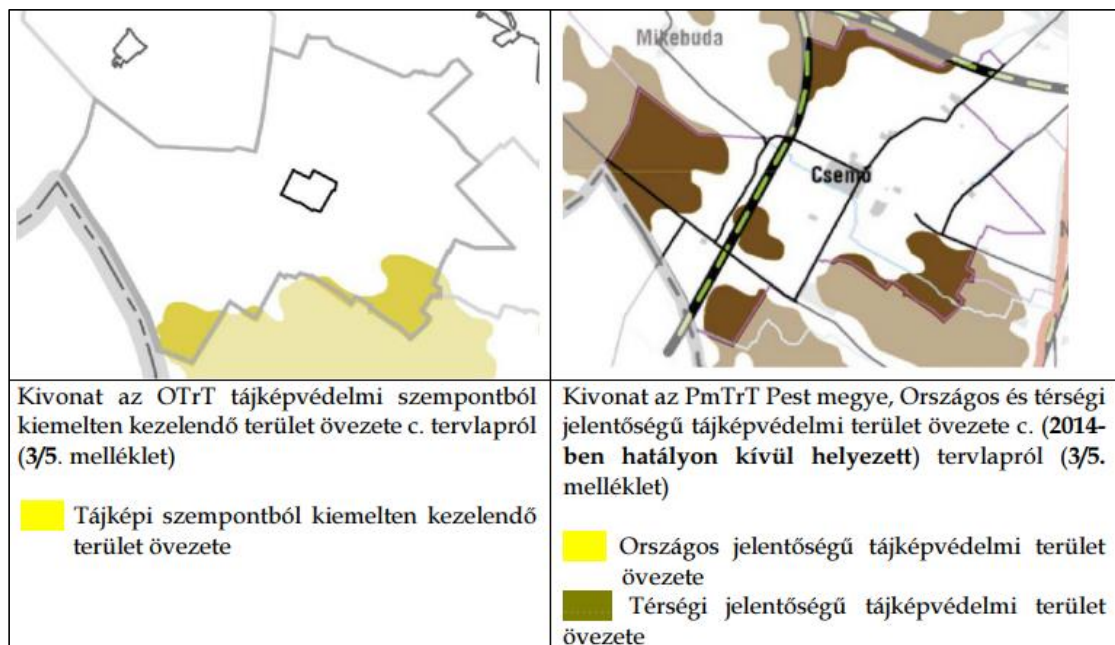 Mikebuda
Csemő
Kivonat az OTrT tájképvédelmi szempontból
kiemelten kezelendő terület övezete c. tervlapról
(3/5. melléklet)
Tájképi szempontból kiemelten kezelendő
terület övezete
Kivonat az PmTrT Pest megye, Országos és térségi
jelentőségű tájképvédelmi terület övezete c. (2014-
ben hatályon kívül helyezett) tervlapról (3/5.
melléklet)
Országos jelentőségű tájképvédelmi terület
övezete
Térségi jelentőségű tájképvédelmi terület
övezete